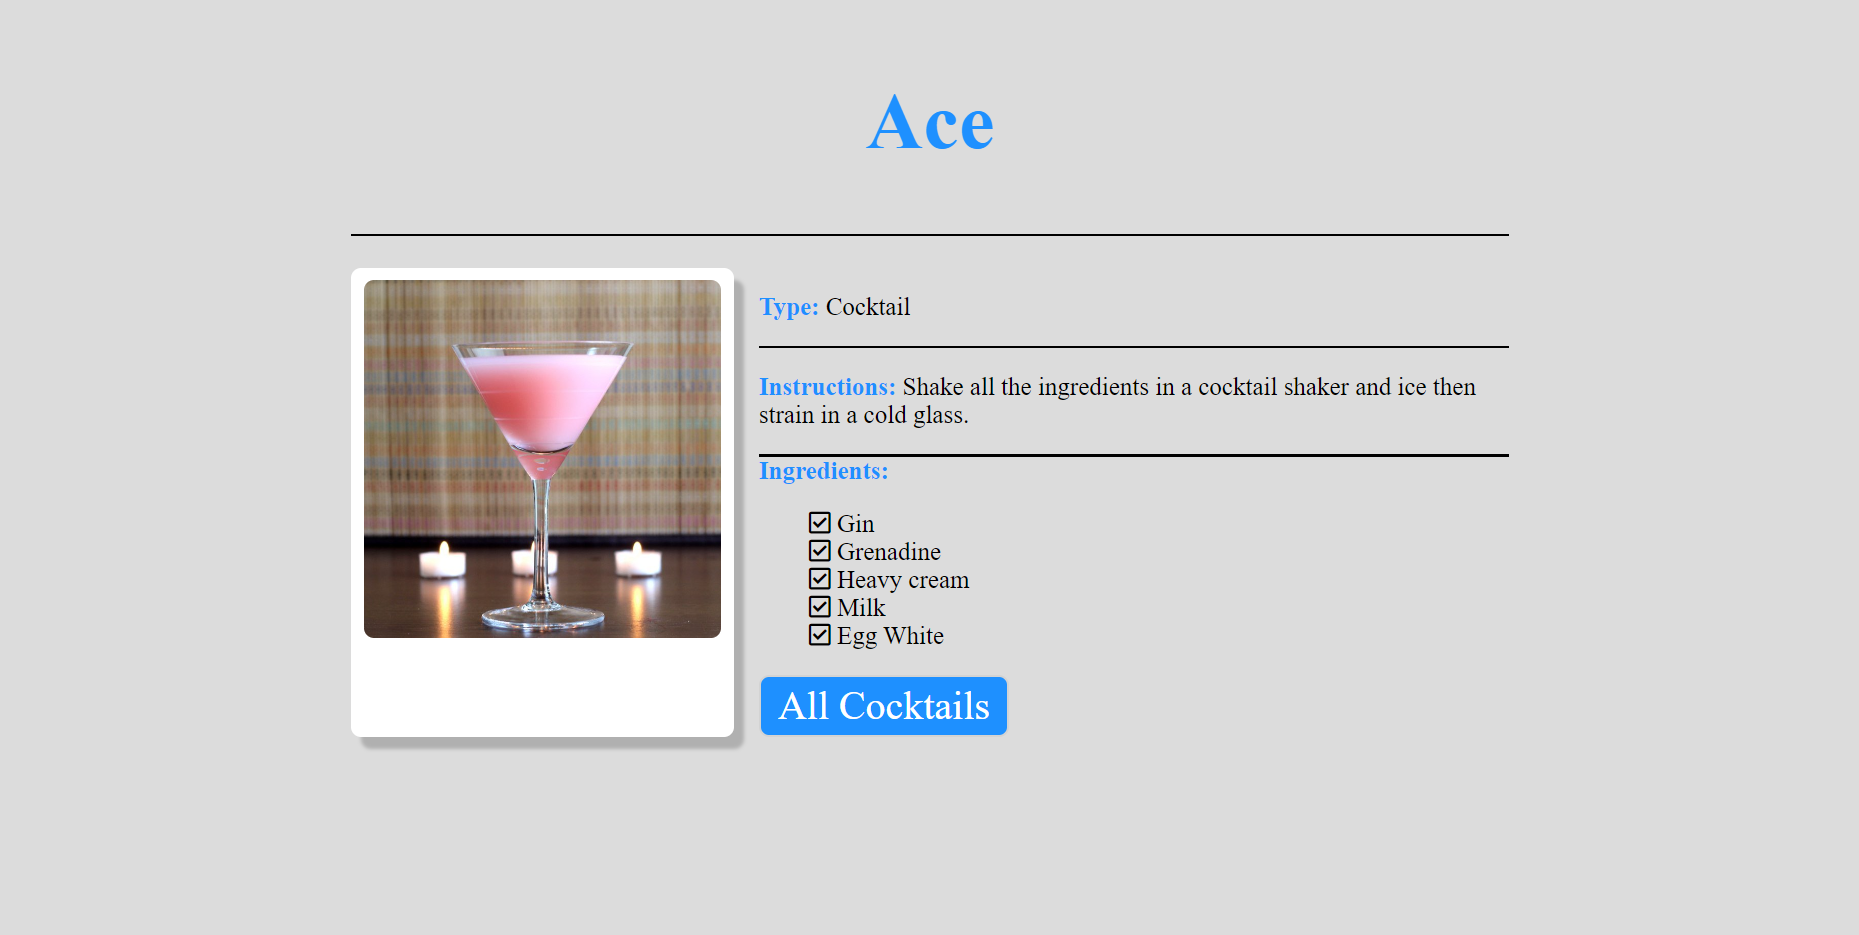 Ace
Type: Cocktail
Instructions: Shake all the ingredients in a cocktail shaker and ice then
strain in a cold glass.
Ingredients:
Gin
Grenadine
Heavy cream
Milk
Egg White
All Cocktails